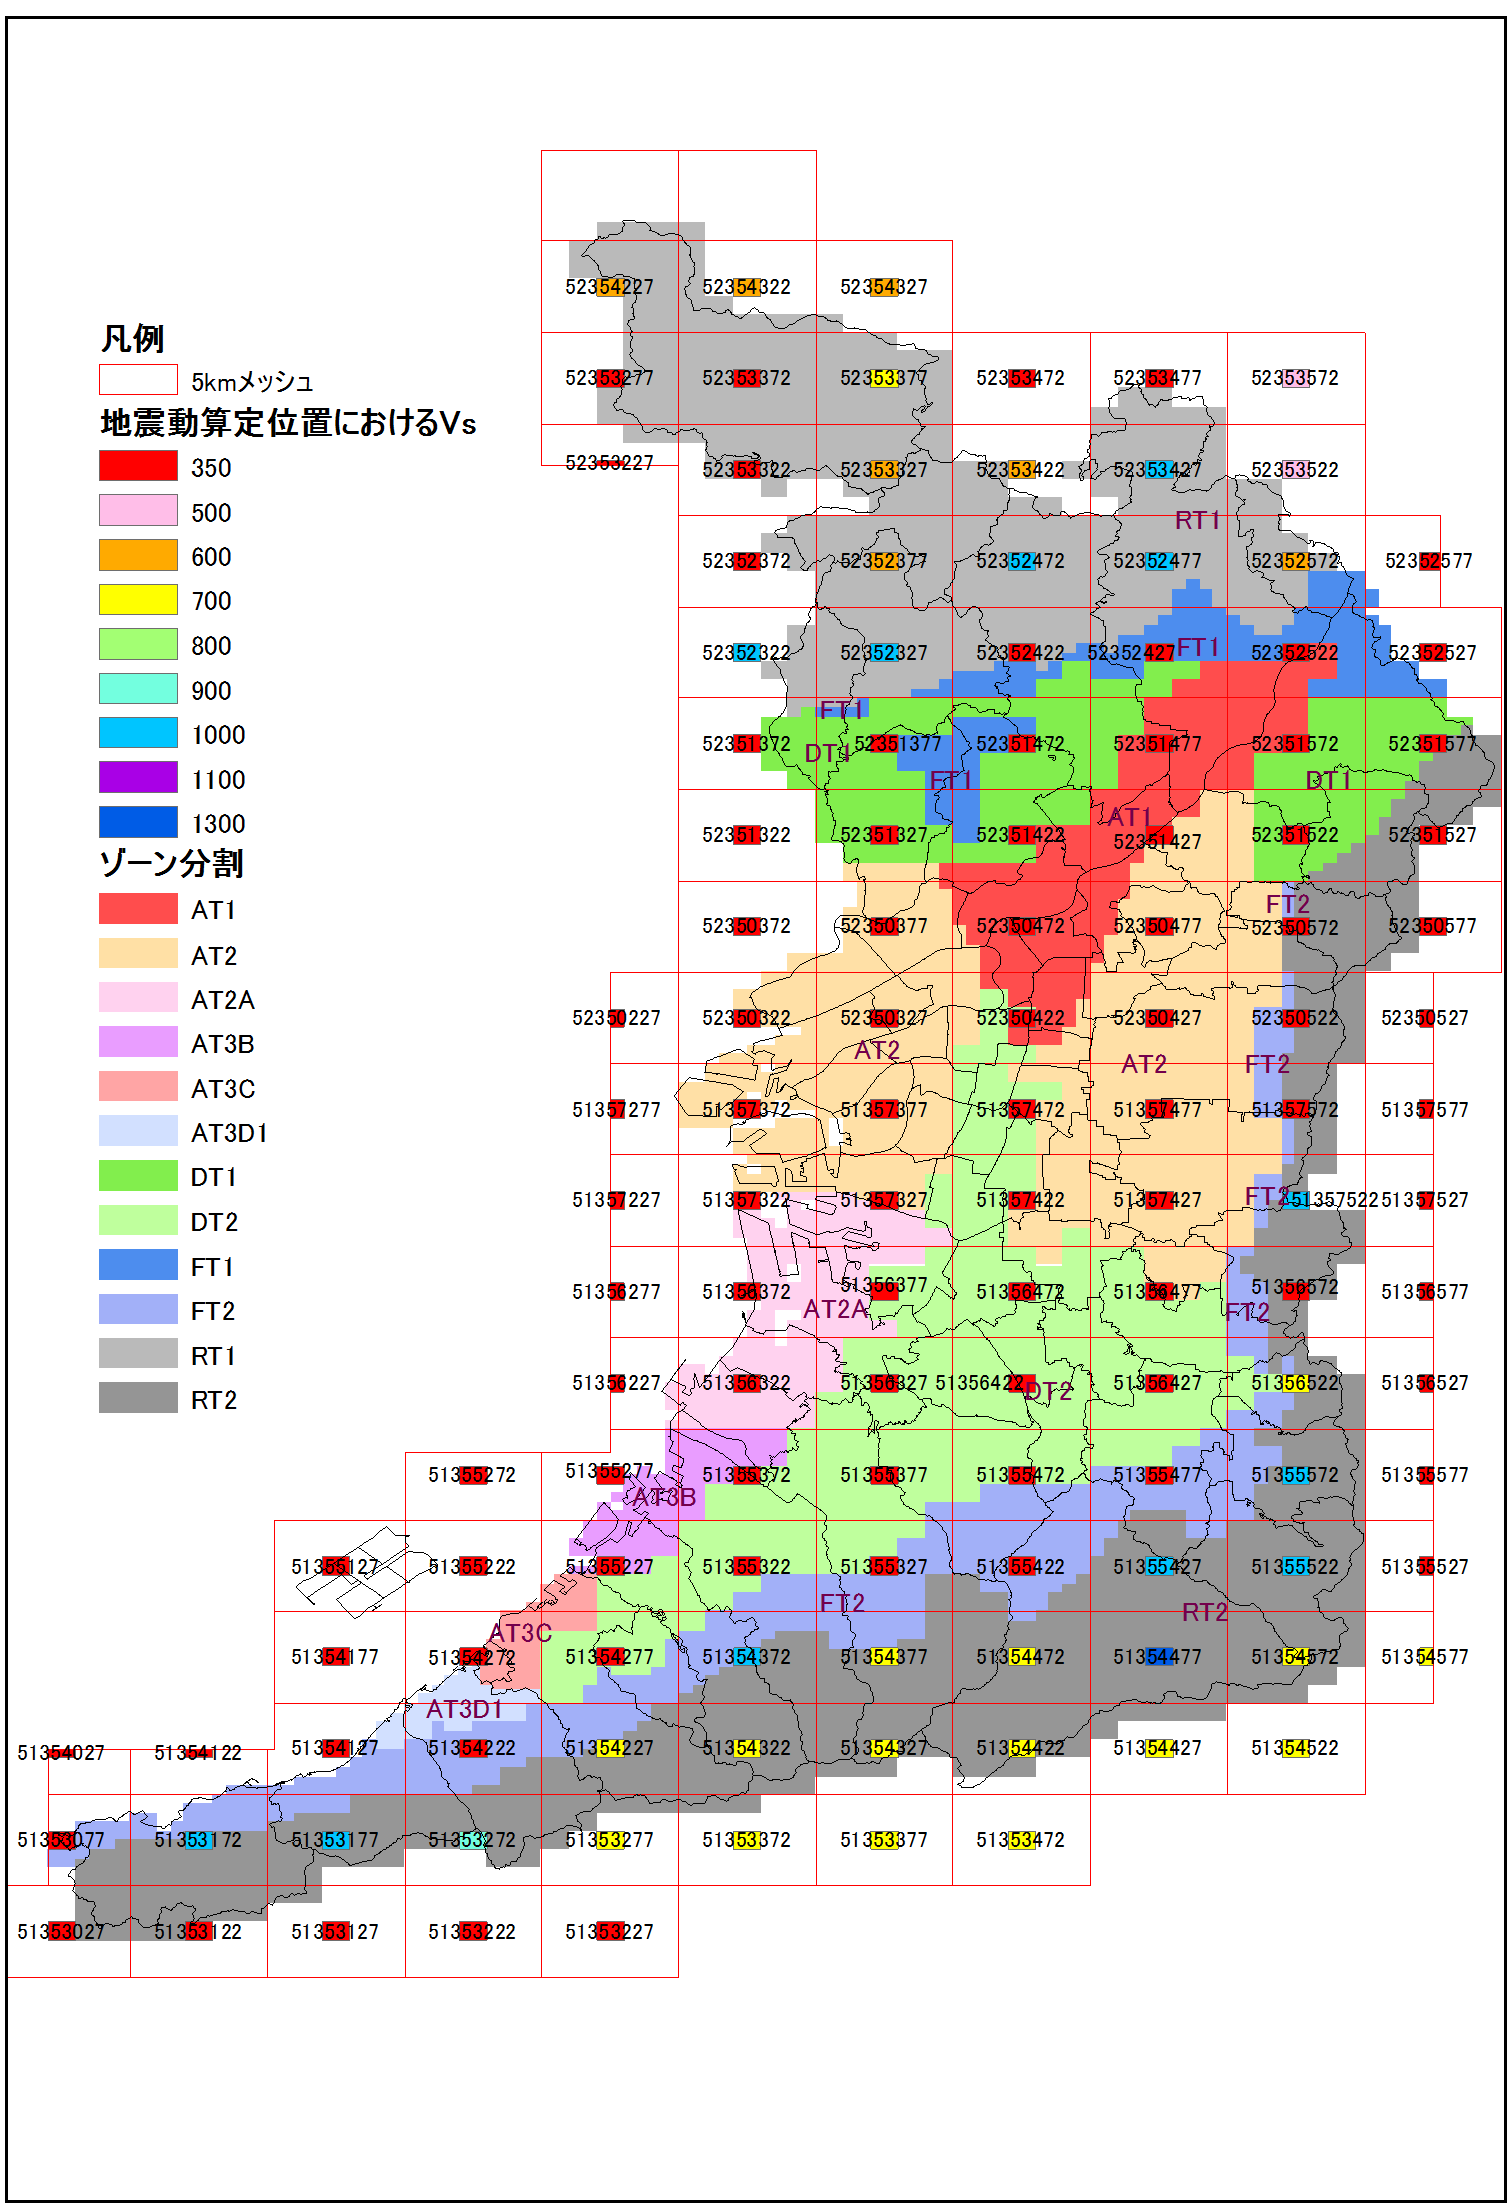 凡例
5kmメッシュ
地震動算定位置におけるVs
350
500
600
700
800
900
1000
1100
1300
ゾーン分割
AT1
AT2
AT2A
AT3B
AT3C
AT3D1
DT1
DT2
FT1
FT2
RT1
RT2
52354227 52354322 52354327
52353277 52353372 52353377 52353472 52353477 52353572
52353227 52353322 52353327 52353422 52353427 52353522
RT1
52352372 52352377 52352472 52352477 52352572 52352577
52352322 52352327 52352422 52352427 FT1 52352522 52352527
FT1
52351372 DT1 52351377 52351472 52351477 52351572 52351577
FT1 DT1
AT1
52351322 52351327 52351422 52351427 52351522 52351527
FT2
52350372 52350377 52350472 52350477 52350572 52350577
52350227 52350322 52350327 52350422 52350427 52350522 52350527
AT2 AT2 FT2
51357277 51357372 51357377 51357472 51357477 51357572 51357577
51357227 51357322 51357327 51357422 51357427 FT2 51357522 51357527
51356277 51356372 51356377 51356472 51356477 51356572 51356577
AT2A FT2
51356227 51356322 51356327 51356422 DT2 51356427 51356522 51356527
51355272 51355277 51355372 51355377 51355472 51355477 51355572 51355577
AT3B
51355127 51355222 51355227 51355322 51355327 51355422 51355427 51355522 51355527
FT2 RT2
AT3C
51354177 51354272 51354277 51354372 51354377 51354472 51354477 51354572 51354577
AT3D1
51354027 51354122 51354127 51354222 51354227 51354322 51354327 51354422 51354427 51354522
51353077 51353172 51353177 51353272 51353277 51353372 51353377 51353472
51353027 51353122 51353127 51353222 51353227